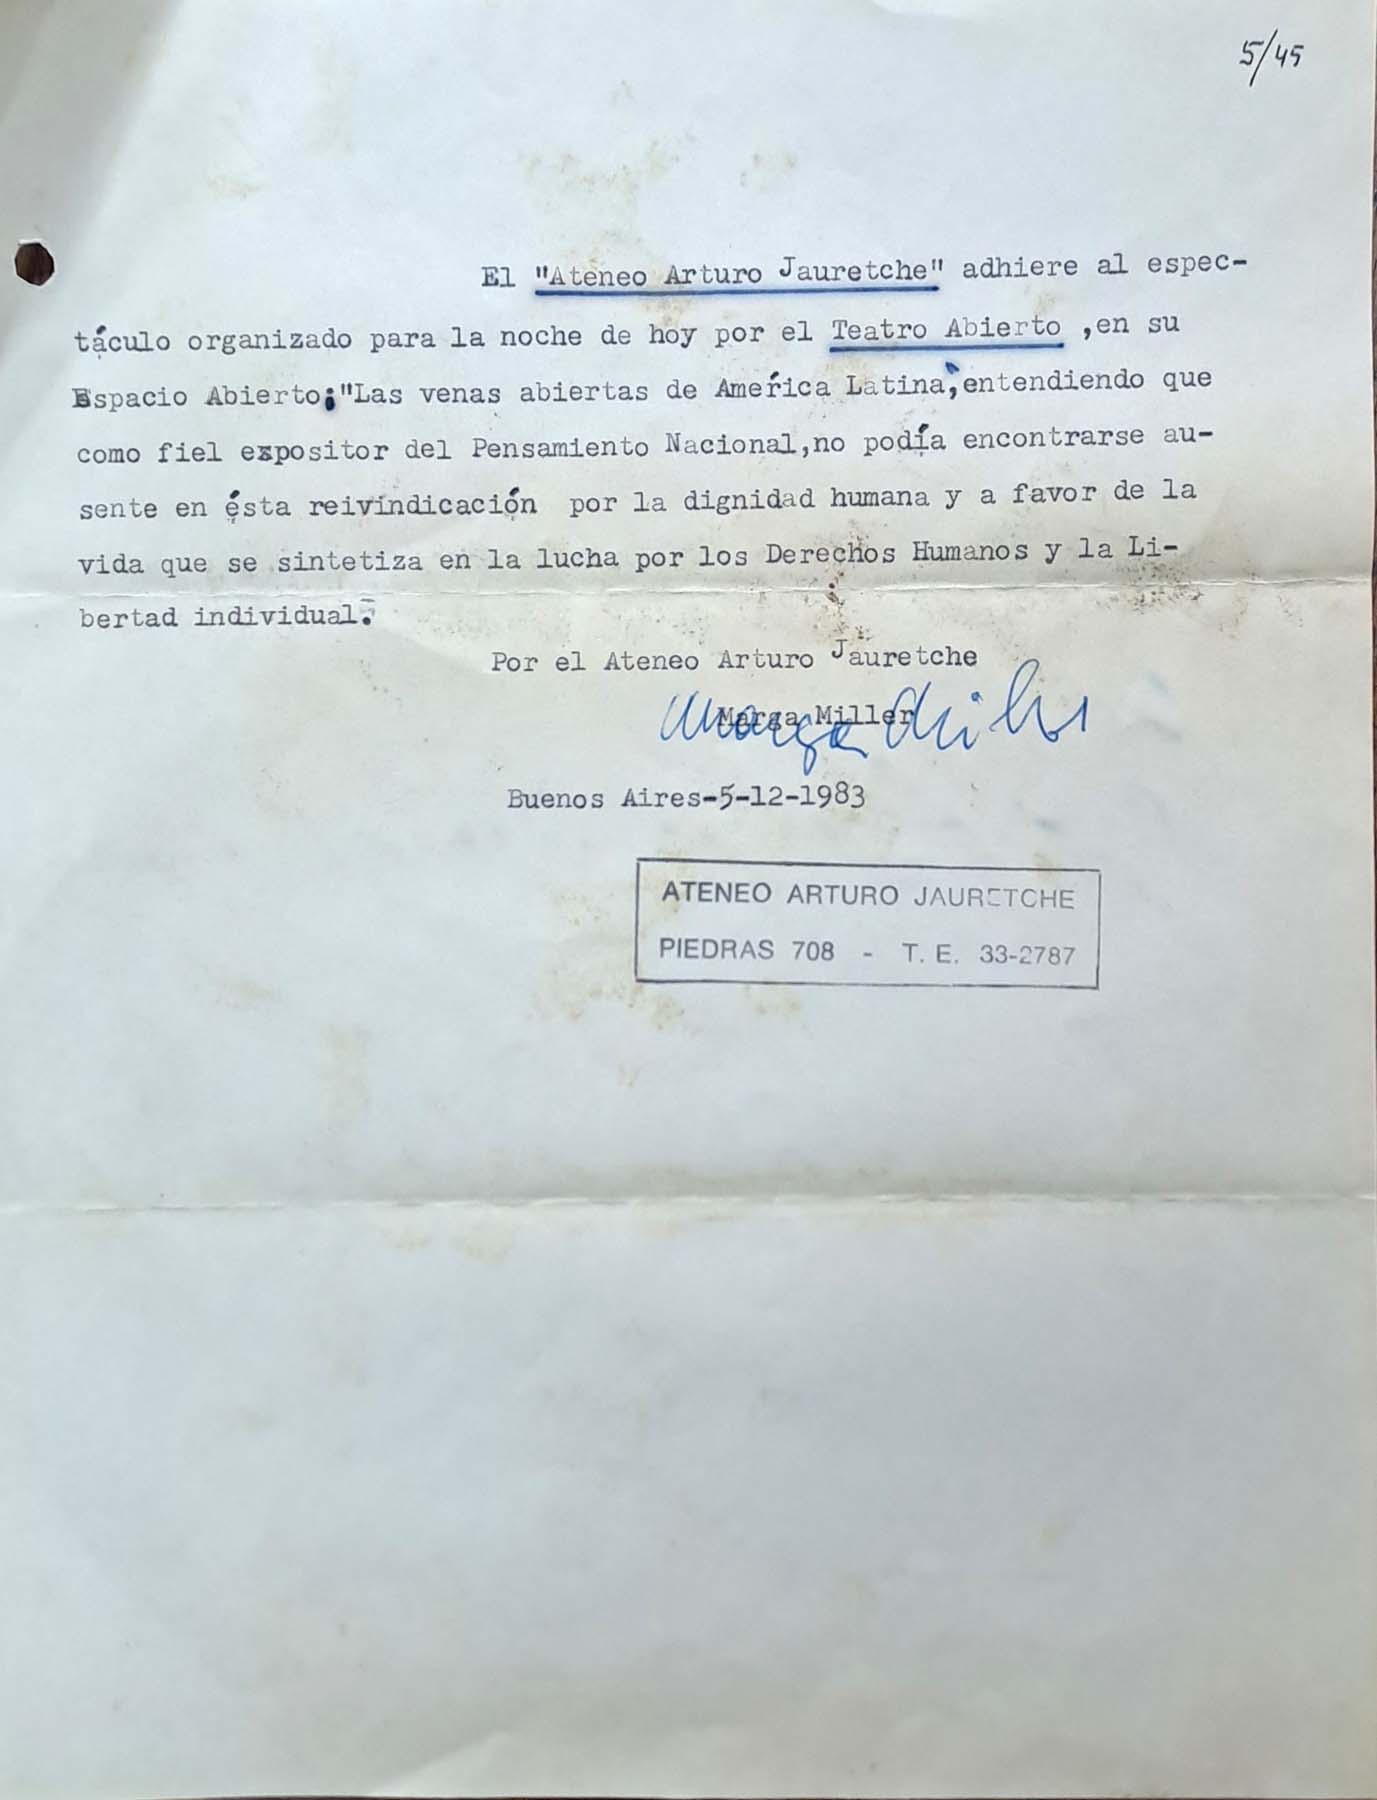 5/45
El "Ateneo Arturo Jauretche" adhiere al espec-
táculo organizado para la noche de hoy por el Teatro Abierto ,en su
Espacio Abierto;"Las venas abiertas de América Latina",entendiendo que
como fiel expositor del Pensamiento Nacional,no podía encontrarse au-
sente en ésta reivindicación por la dignidad humana y a favor de la
vida que se sintetiza en la lucha por los Derechos Humanos y la Li-
bertad individual.
Por el Ateneo Arturo Jauretche
Marga Miller
Marga Miller
Buenos Aires-5-12-1983
ATENEO ARTURO JAURETCHE
PIEDRAS 708 - T. E. 33-2787